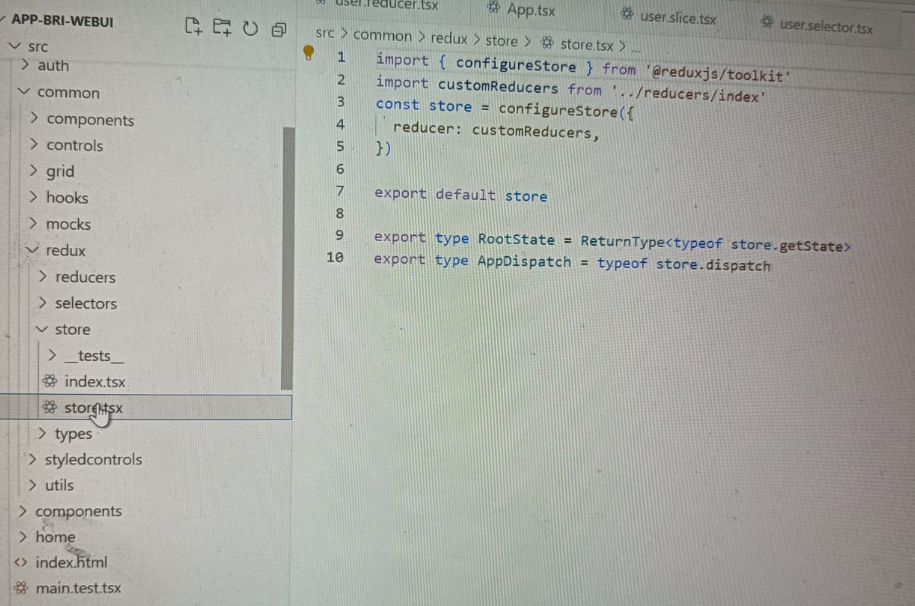 APP-BRI-WEBUI
src
auth
common
components
controls
grid
hooks
mocks
redux
reducers
selectors
store
__tests__
index.tsx
store.tsx
types
styledcontrols
utils
components
home
index.html
main.test.tsx
user.reducer.tsx App.tsx user.slice.tsx user.selector.tsx
src > common > redux > store > store.tsx > ...
1 import { configureStore } from '@reduxjs/toolkit'
2 import customReducers from '../reducers/index'
3 const store = configureStore({
4 reducer: customReducers,
5 })
6
7 export default store
8
9 export type RootState = ReturnType<typeof store.getState>
10 export type AppDispatch = typeof store.dispatch